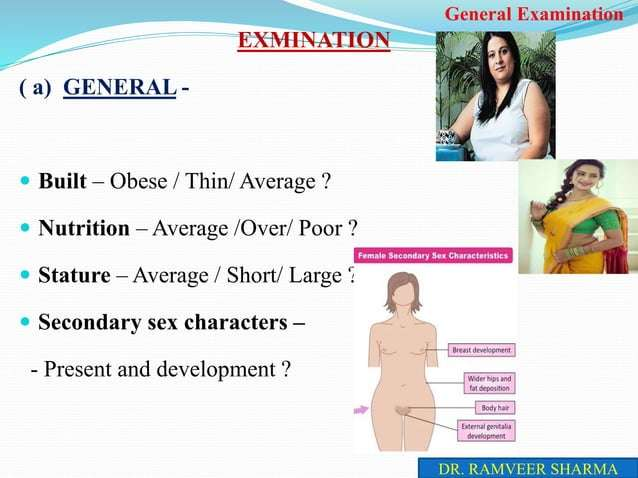 General Examination
EXMINATION
( a) GENERAL -
• Built – Obese / Thin/ Average ?
• Nutrition – Average /Over/ Poor ?
• Stature – Average / Short/ Large ?
• Secondary sex characters –
- Present and development ?
Female Secondary Sex Characteristics
Breast development
Wider hips and
fat deposition
Body hair
External genitalia
development
DR. RAMVEER SHARMA